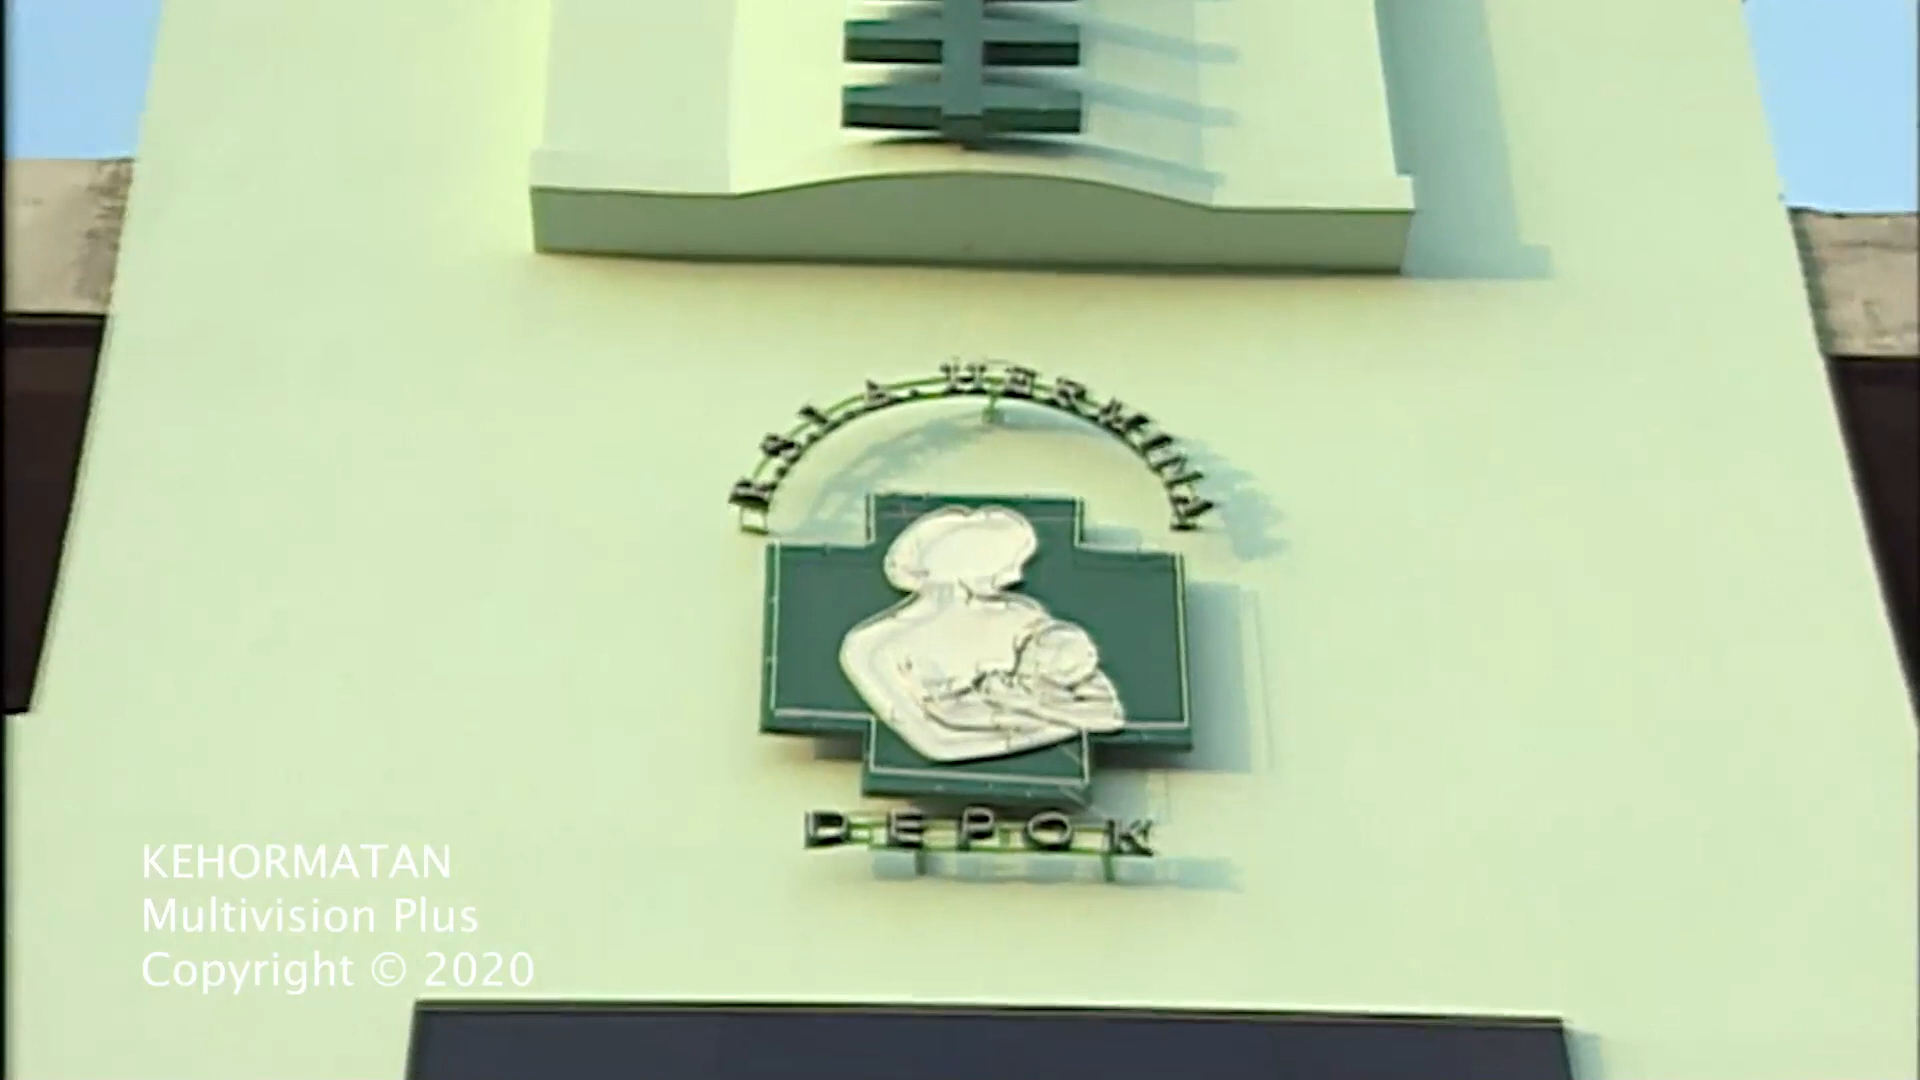 R.S.I.A. HERMINA
DEPOK
KEHORMATAN
Multivision Plus
Copyright © 2020